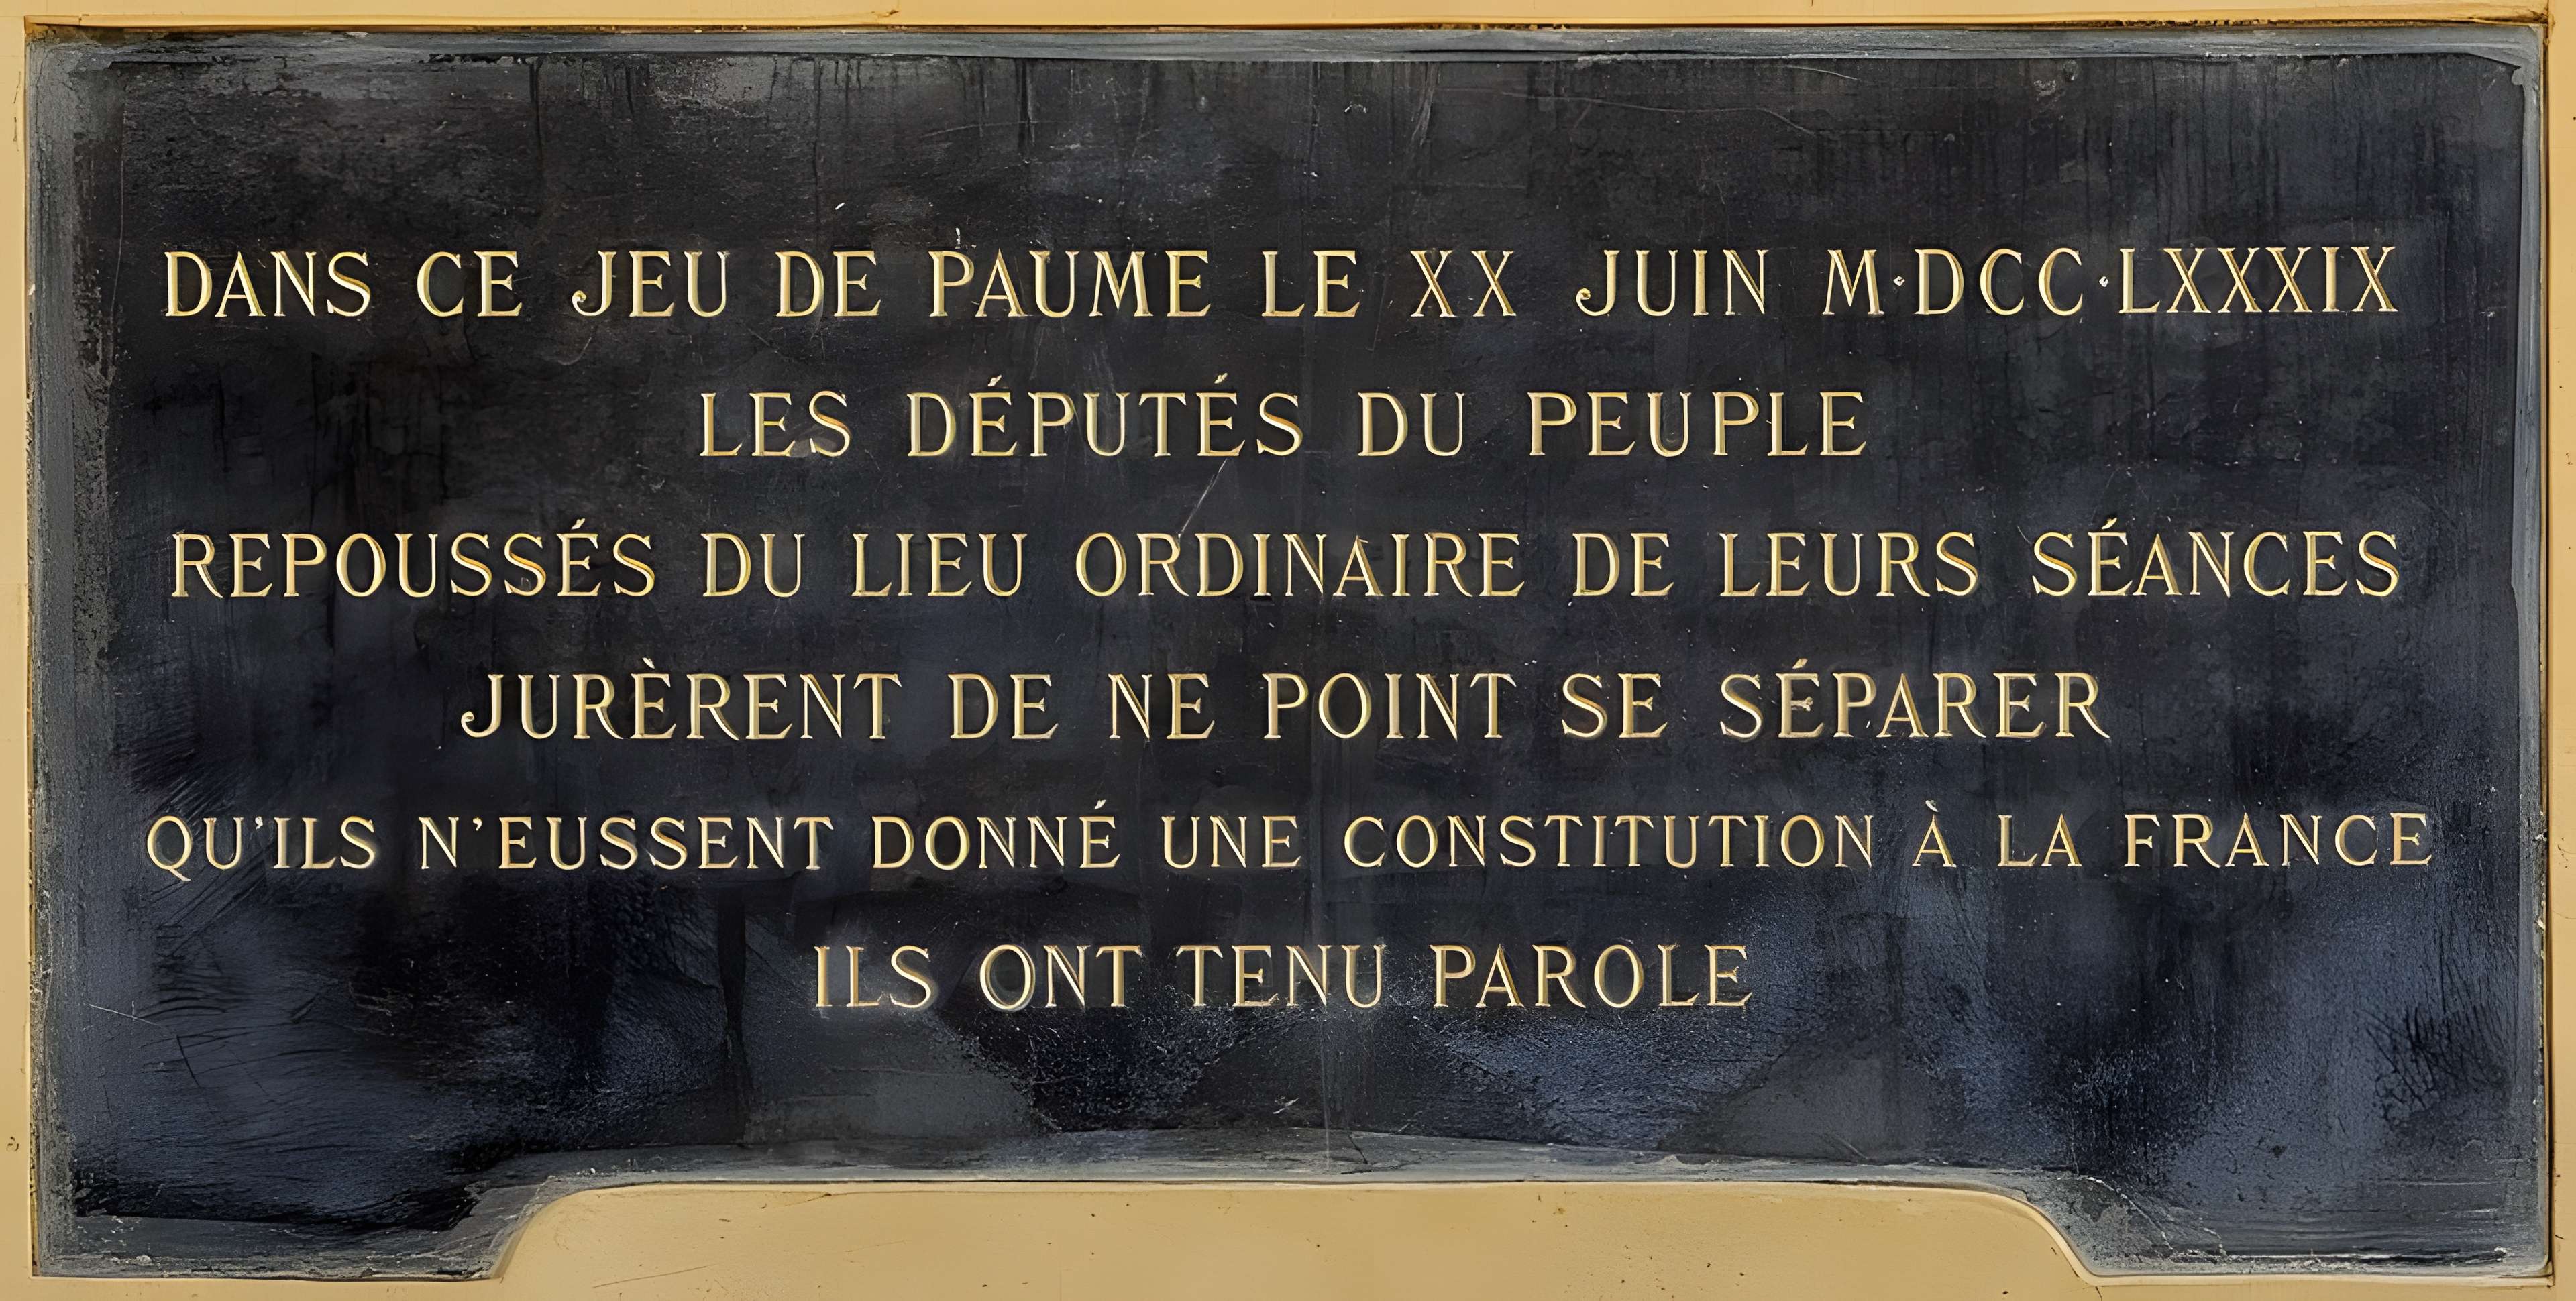 DANS CE JEU DE PAUME LE XX JUIN M·DCC·LXXXIX
LES DÉPUTÉS DU PEUPLE
REPOUSSÉS DU LIEU ORDINAIRE DE LEURS SÉANCES
JURÈRENT DE NE POINT SE SÉPARER
QU'ILS N'EUSSENT DONNÉ UNE CONSTITUTION À LA FRANCE
ILS ONT TENU PAROLE